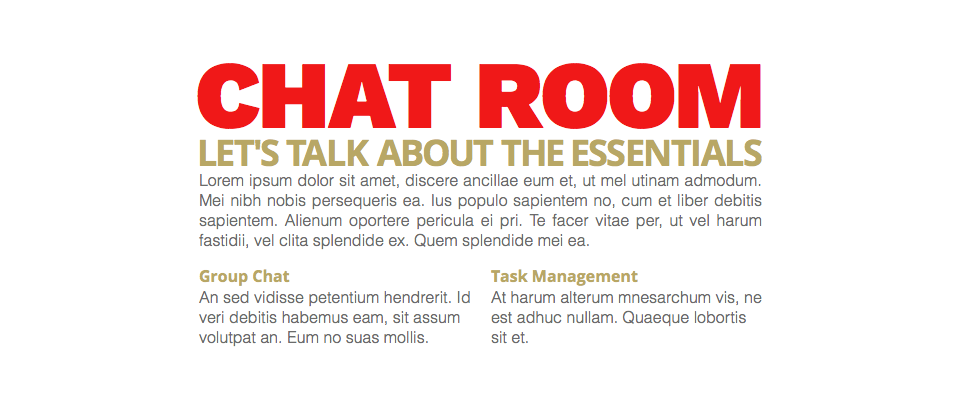 CHAT ROOM
LET'S TALK ABOUT THE ESSENTIALS
Lorem ipsum dolor sit amet, discere ancillae eum et, ut mel utinam admodum.
Mei nibh nobis persequeris ea. Ius populo sapientem no, cum et liber debitis
sapientem. Alienum oportere pericula ei pri. Te facer vitae per, ut vel harum
fastidii, vel clita splendide ex. Quem splendide mei ea.
Group Chat
An sed vidisse petentium hendrerit. Id
veri debitis habemus eam, sit assum
volutpat an. Eum no suas mollis.
Task Management
At harum alterum mnesarchum vis, ne
est adhuc nullam. Quaeque lobortis
sit et.